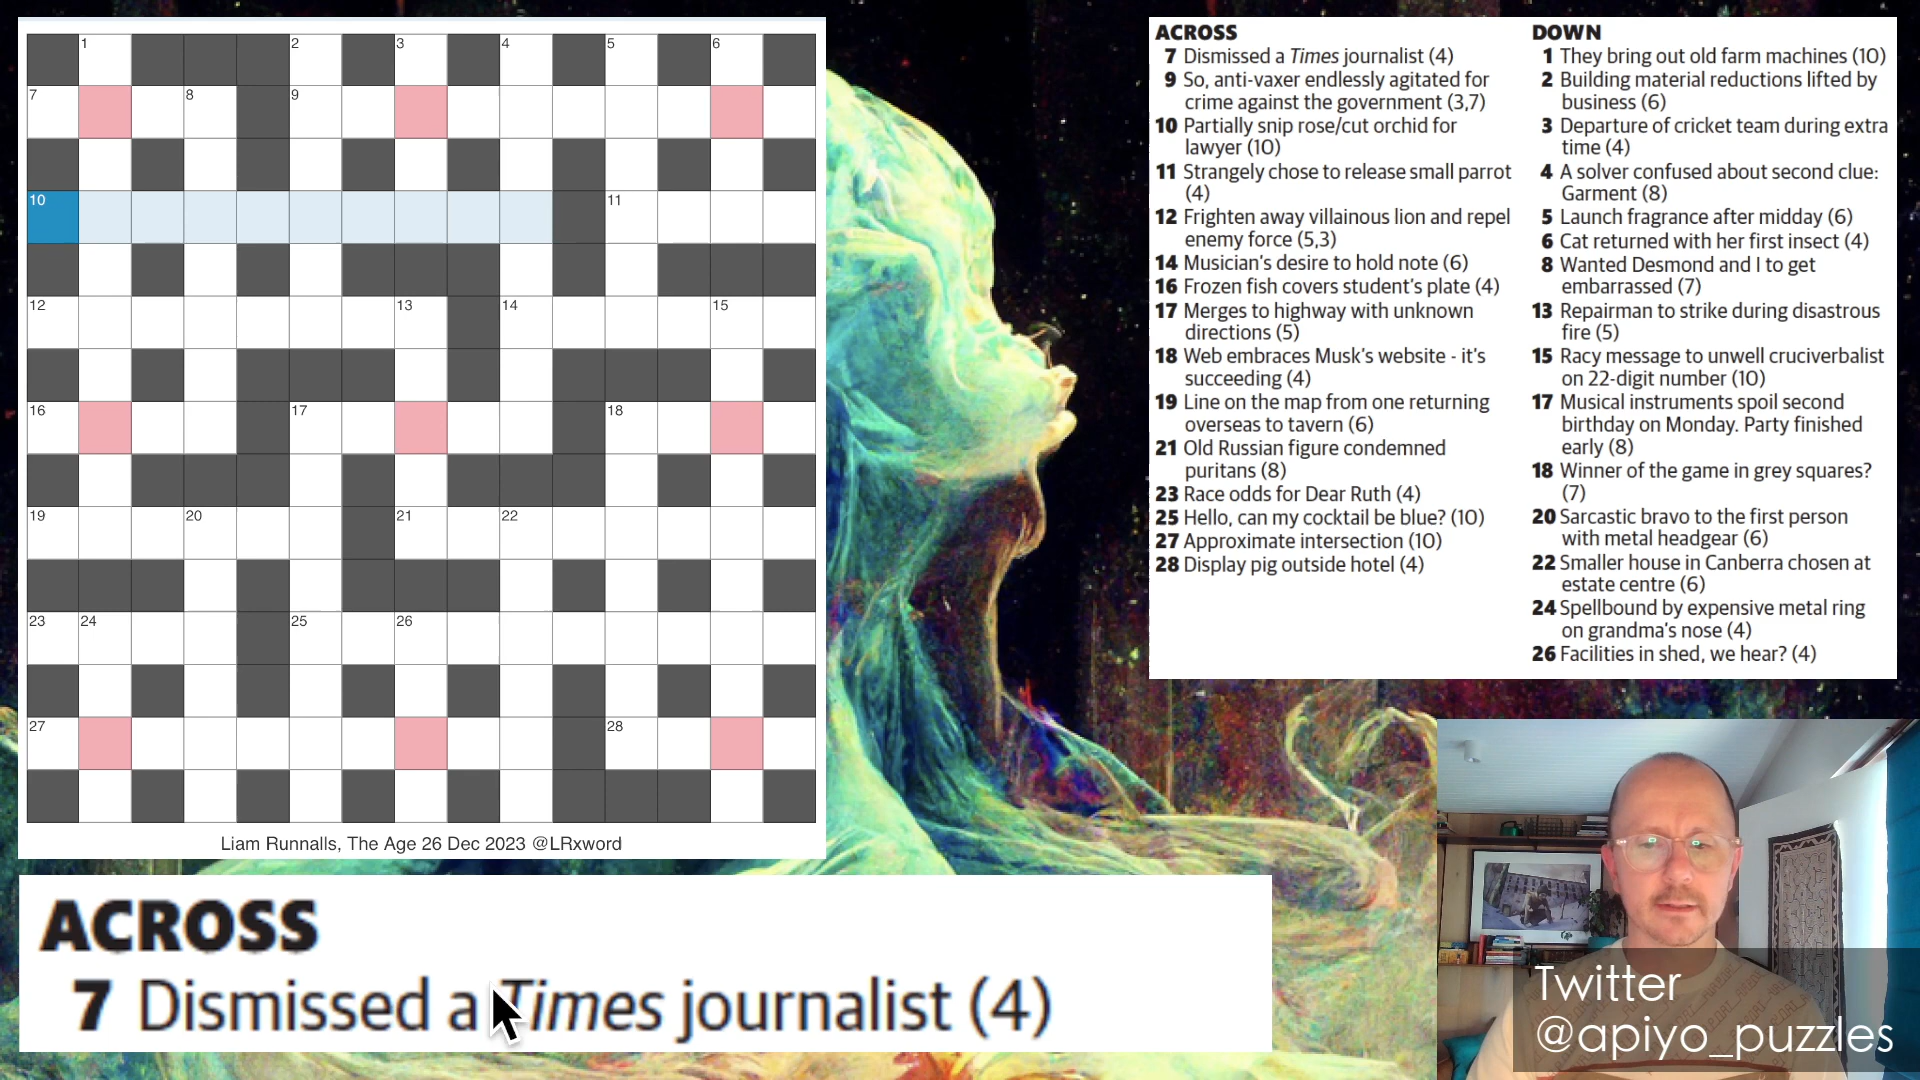 1 2 3 4 5 6
7 8 9
10 11
12 13 14 15
16 17 18
19 20 21 22
23 24 25 26
27 28
Liam Runnalls, The Age 26 Dec 2023 @LRxword
ACROSS
7 Dismissed a Times journalist (4)
9 So, anti-vaxer endlessly agitated for
crime against the government (3,7)
10 Partially snip rose/cut orchid for
lawyer (10)
11 Strangely chose to release small parrot
(4)
12 Frighten away villainous lion and repel
enemy force (5,3)
14 Musician's desire to hold note (6)
16 Frozen fish covers student's plate (4)
17 Merges to highway with unknown
directions (5)
18 Web embraces Musk's website - it's
succeeding (4)
19 Line on the map from one returning
overseas to tavern (6)
21 Old Russian figure condemned
puritans (8)
23 Race odds for Dear Ruth (4)
25 Hello, can my cocktail be blue? (10)
27 Approximate intersection (10)
28 Display pig outside hotel (4)
DOWN
1 They bring out old farm machines (10)
2 Building material reductions lifted by
business (6)
3 Departure of cricket team during extra
time (4)
4 A solver confused about second clue:
Garment (8)
5 Launch fragrance after midday (6)
6 Cat returned with her first insect (4)
8 Wanted Desmond and I to get
embarrassed (7)
13 Repairman to strike during disastrous
fire (5)
15 Racy message to unwell cruciverbalist
on 22-digit number (10)
17 Musical instruments spoil second
birthday on Monday. Party finished
early (8)
18 Winner of the game in grey squares?
(7)
20 Sarcastic bravo to the first person
with metal headgear (6)
22 Smaller house in Canberra chosen at
estate centre (6)
24 Spellbound by expensive metal ring
on grandma's nose (4)
26 Facilities in shed, we hear? (4)
ACROSS
7 Dismissed a Times journalist (4)
Twitter
@apiyo_puzzles